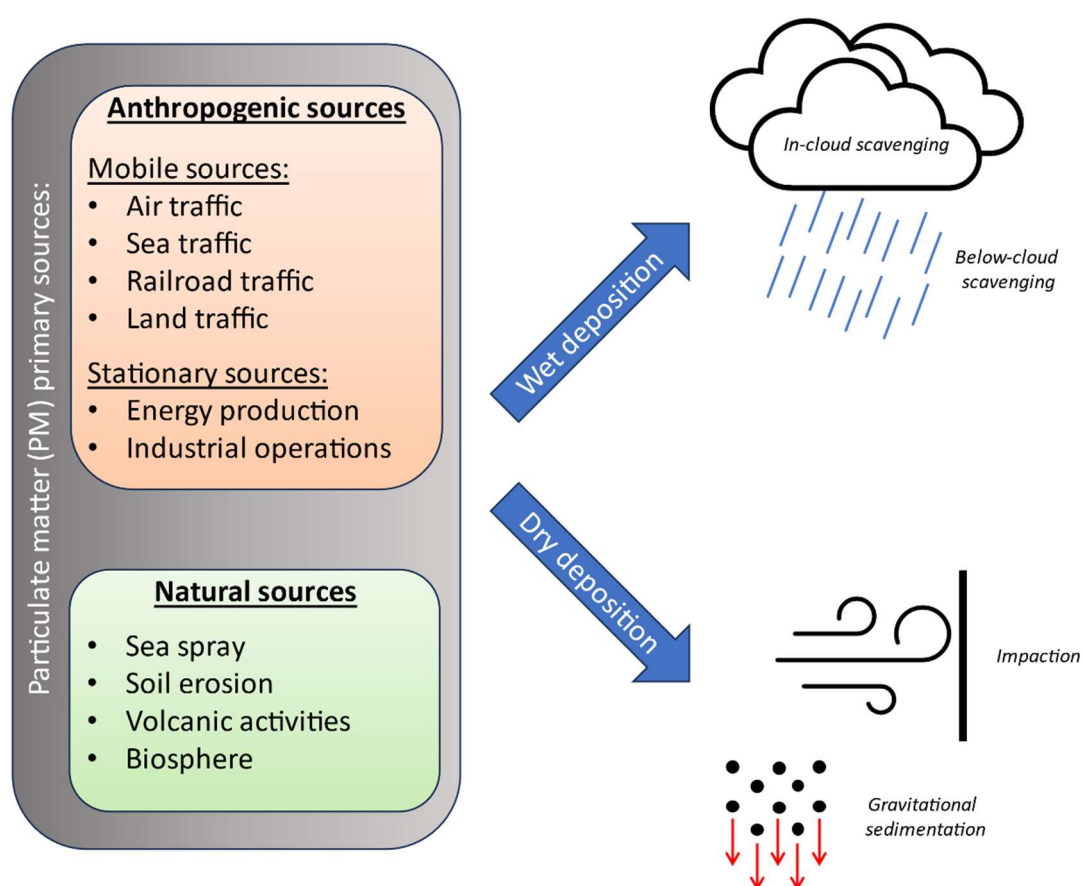 Particulate matter (PM) primary sources:
Anthropogenic sources
Mobile sources:
• Air traffic
• Sea traffic
• Railroad traffic
• Land traffic
Stationary sources:
• Energy production
• Industrial operations
Natural sources
• Sea spray
• Soil erosion
• Volcanic activities
• Biosphere
Wet deposition
Dry deposition
In-cloud scavenging
Below-cloud
scavenging
Impaction
Gravitational
sedimentation